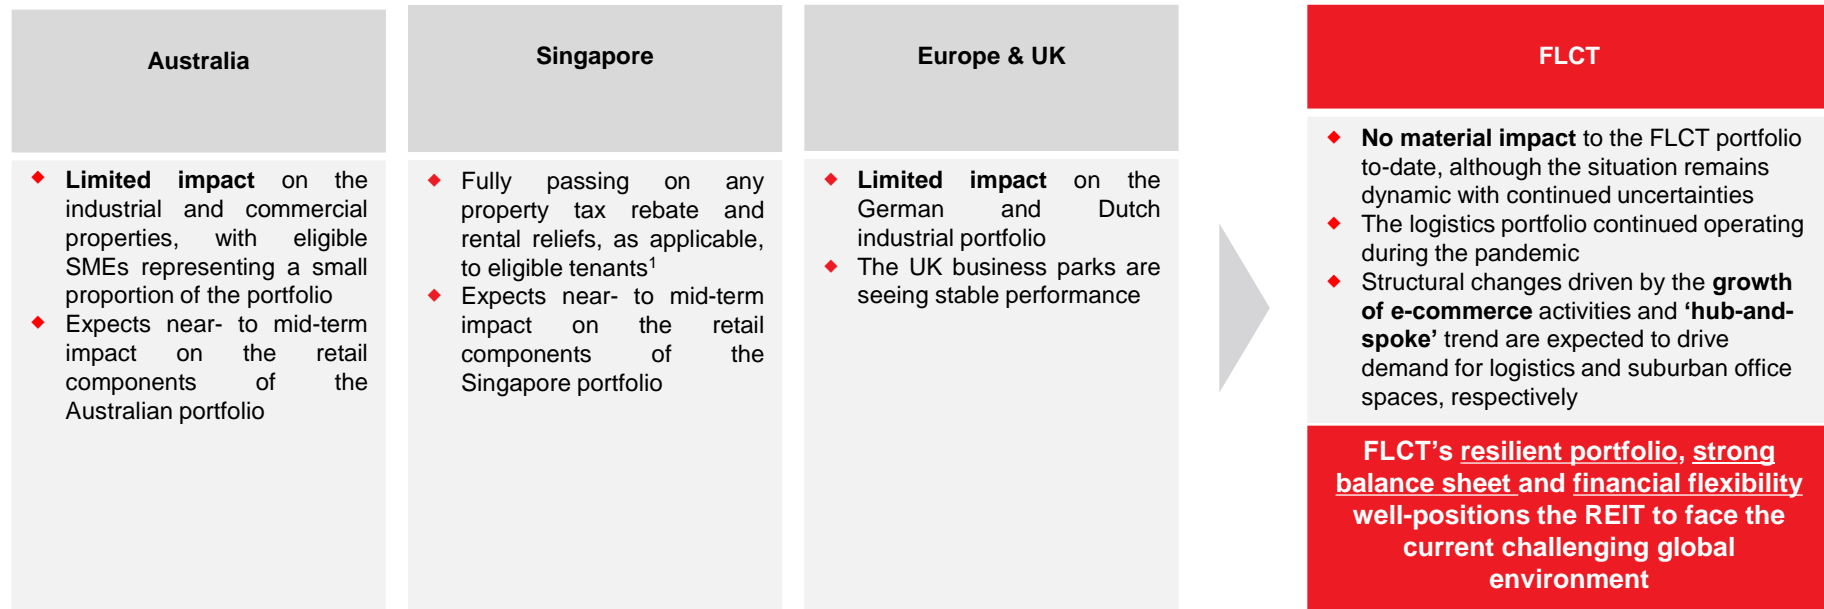 Australia
Limited impact on the
industrial and commercial
properties, with eligible
SMEs representing a small
proportion of the portfolio
Expects near- to mid-term
impact on the retail
components of the
Australian portfolio
Singapore
Fully passing on any
property tax rebate and
rental reliefs, as applicable,
to eligible tenants1
Expects near- to mid-term
impact on the retail
components of the
Singapore portfolio
Europe & UK
Limited impact on the
German and Dutch
industrial portfolio
The UK business parks are
seeing stable performance
FLCT
No material impact to the FLCT portfolio
to-date, although the situation remains
dynamic with continued uncertainties
The logistics portfolio continued operating
during the pandemic
Structural changes driven by the growth
of e-commerce activities and ‘hub-and-
spoke’ trend are expected to drive
demand for logistics and suburban office
spaces, respectively
FLCT’s resilient portfolio, strong
balance sheet and financial flexibility
well-positions the REIT to face the
current challenging global
environment